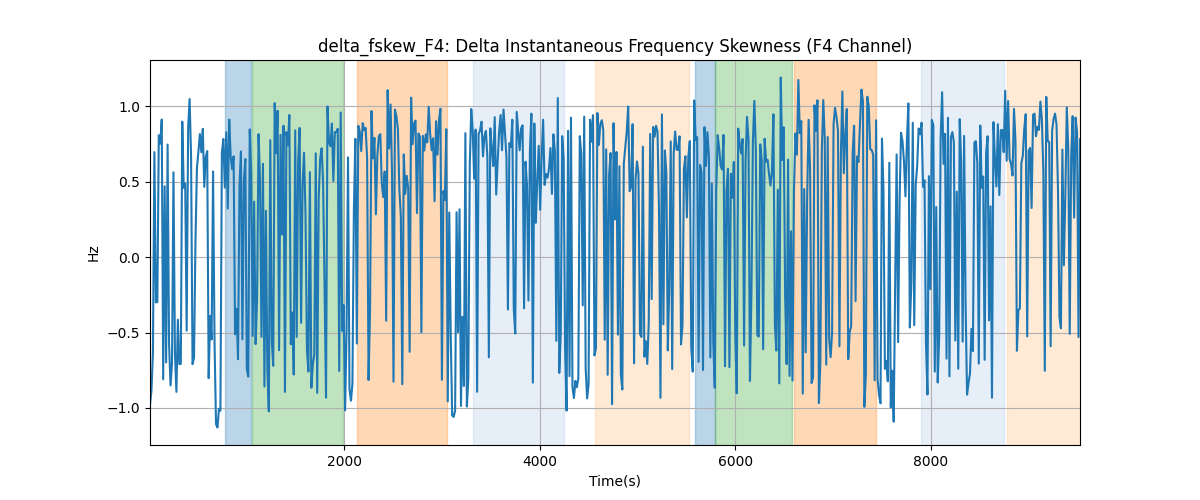 delta_fskew_F4: Delta Instantaneous Frequency Skewness (F4 Channel)
Hz
1.0
0.5
0.0
−0.5
−1.0
2000 4000 6000 8000
Time(s)